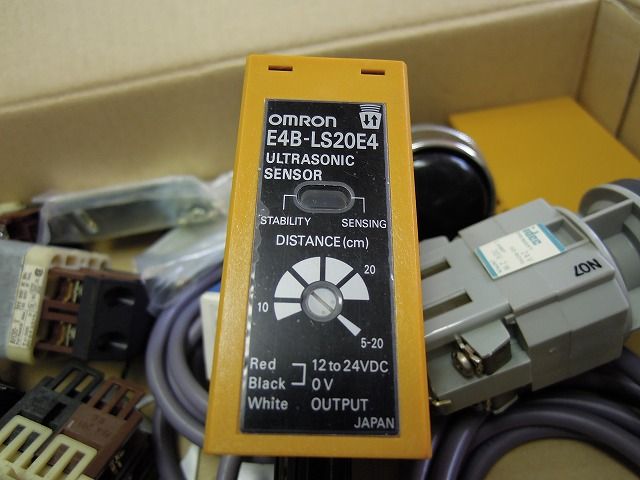 OMRON
E4B-LS20E4
ULTRASONIC
SENSOR
STABILITY SENSING
DISTANCE (cm)
20
10
5-20
Red 12 to 24VDC
Black 0V
White OUTPUT
JAPAN
NO7